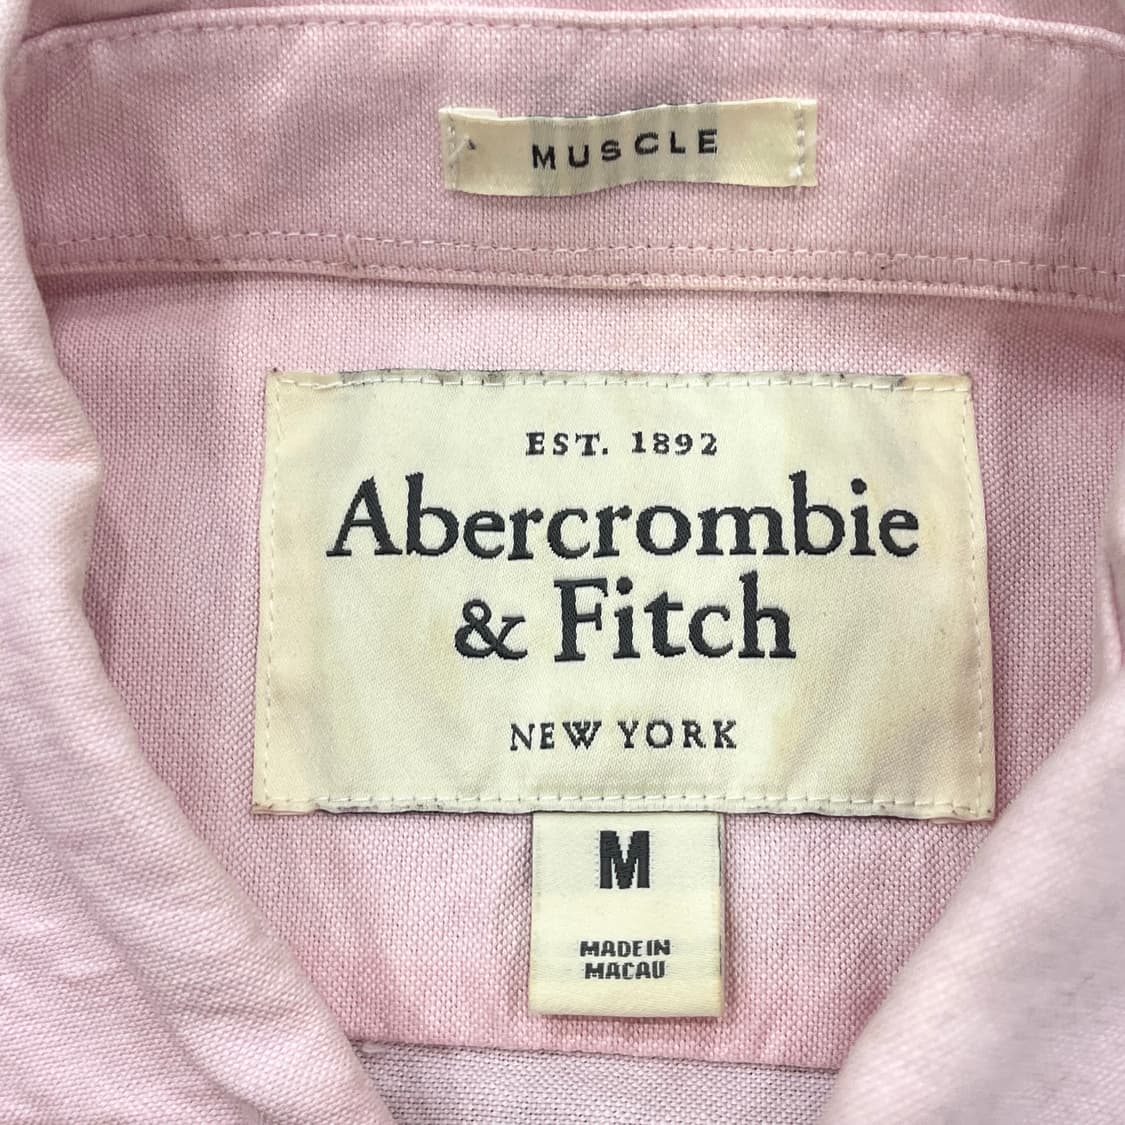 MUSCLE
EST. 1892
Abercrombie
& Fitch
NEW YORK
M
MADE IN
MACAU